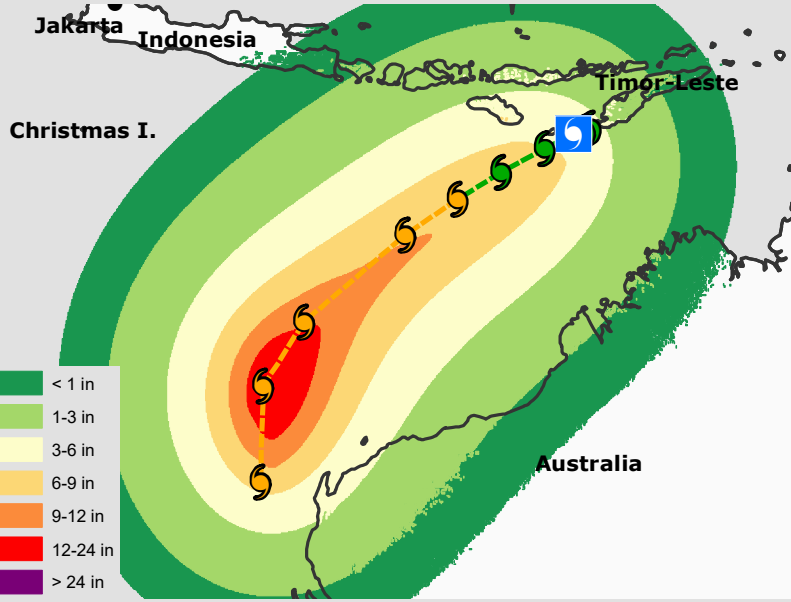 Jakarta
Indonesia
Timor-Leste
Christmas I.
Australia
< 1 in
1-3 in
3-6 in
6-9 in
9-12 in
12-24 in
> 24 in